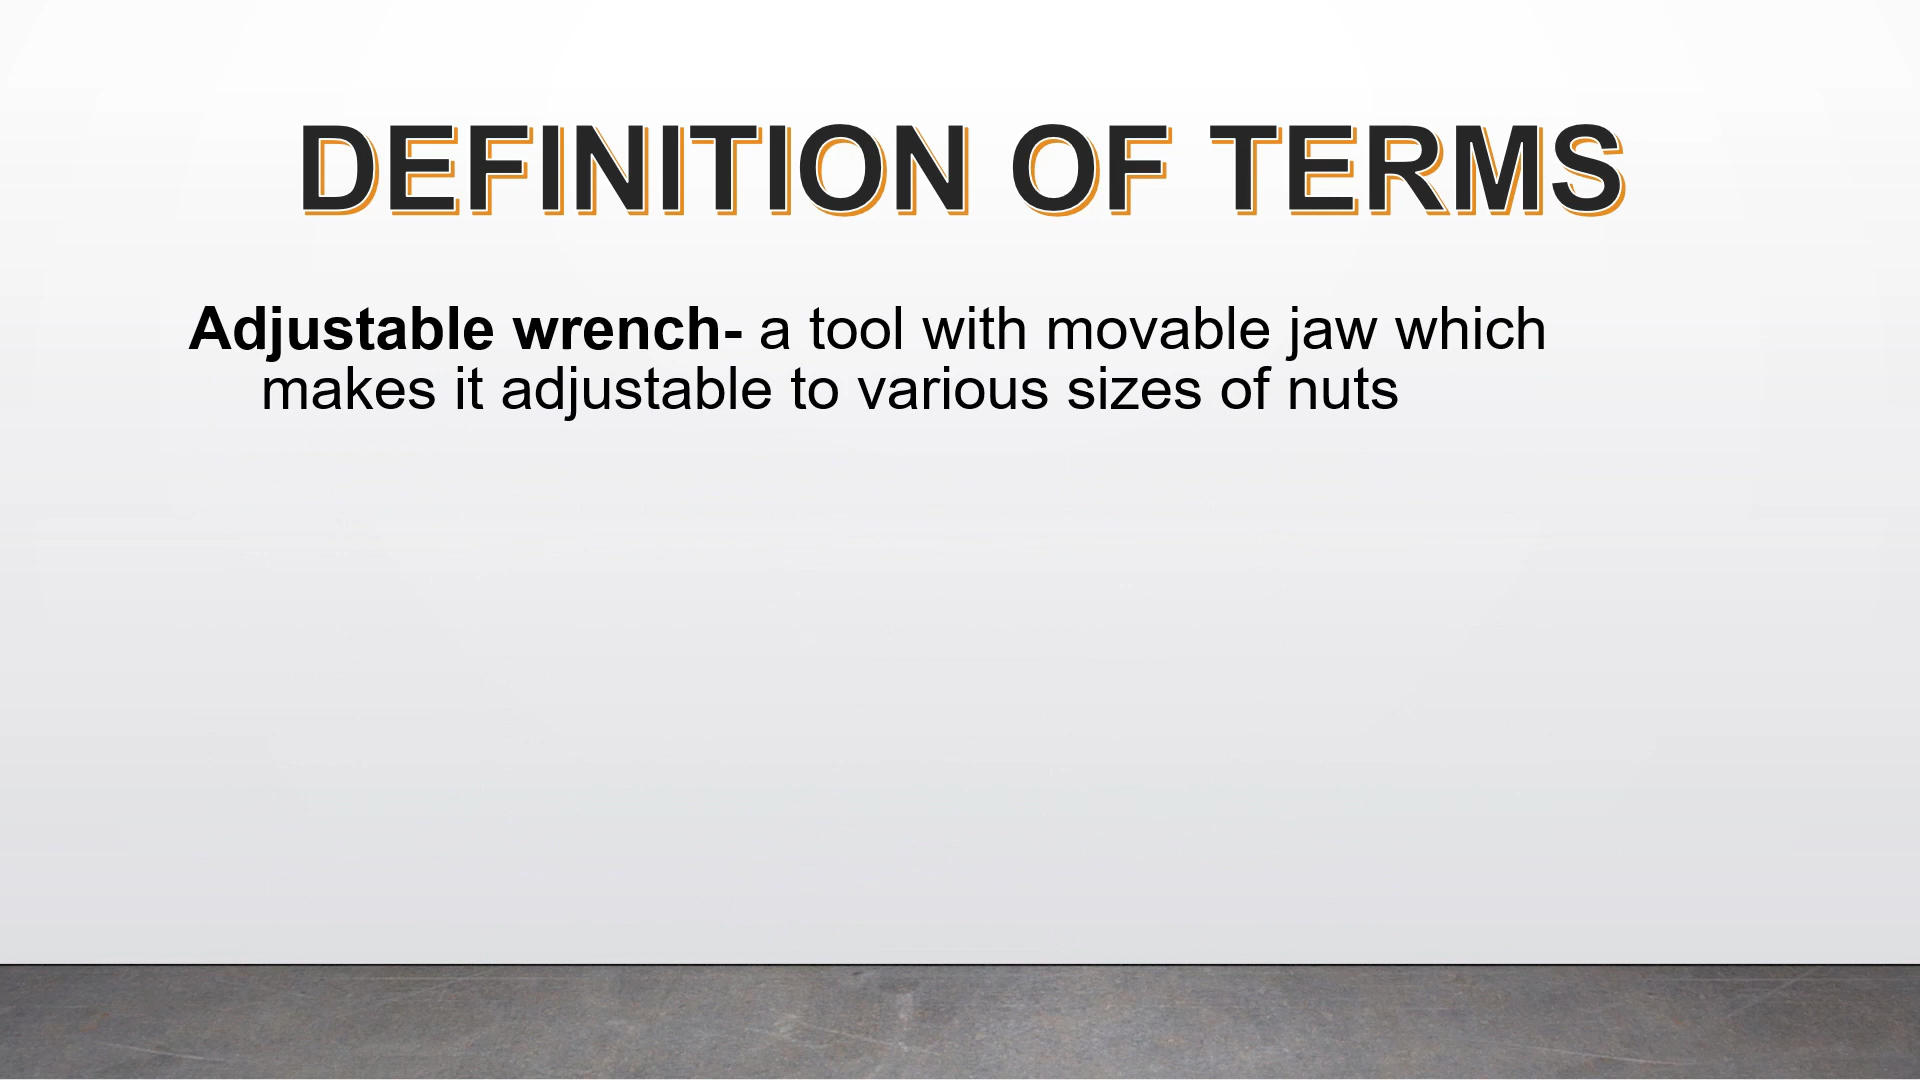 DEFINITION OF TERMS
Adjustable wrench- a tool with movable jaw which
makes it adjustable to various sizes of nuts